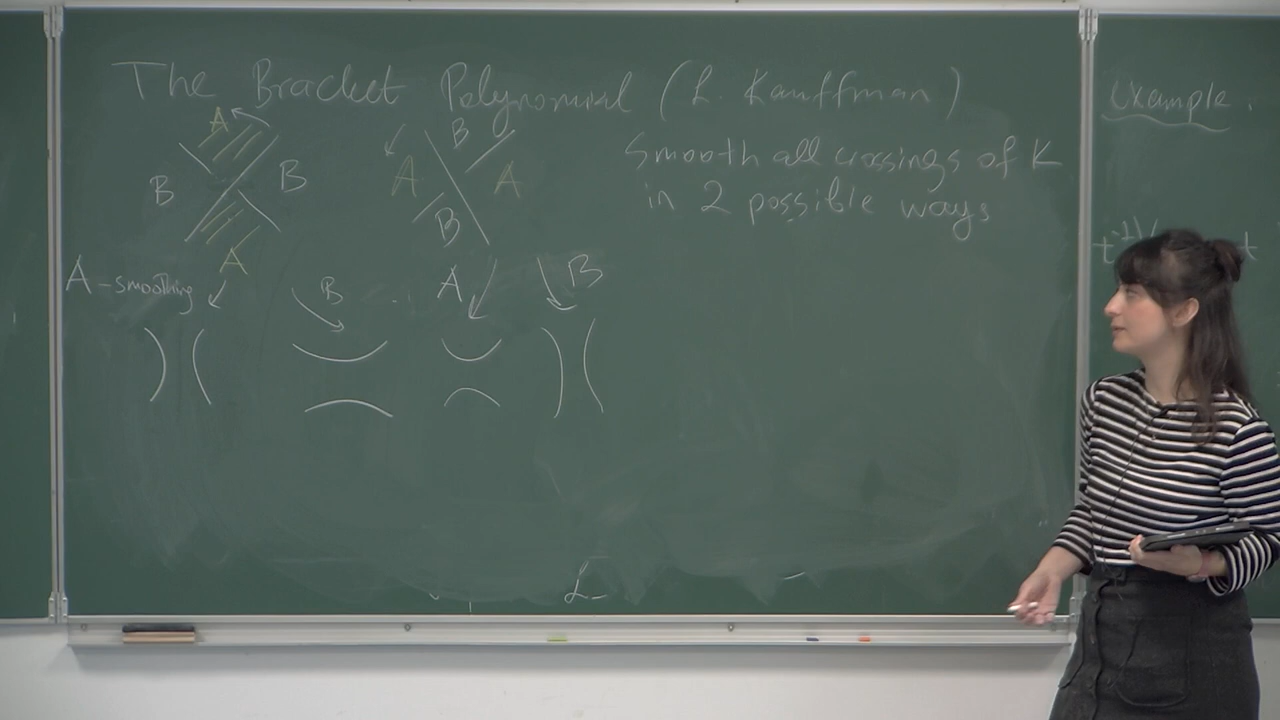 The Bracket Polynomial (L. Kauffman)
Example.
A B
B B A A
A B
Smooth all crossings of K
in 2 possible ways
A-smoothing B A B
t
L